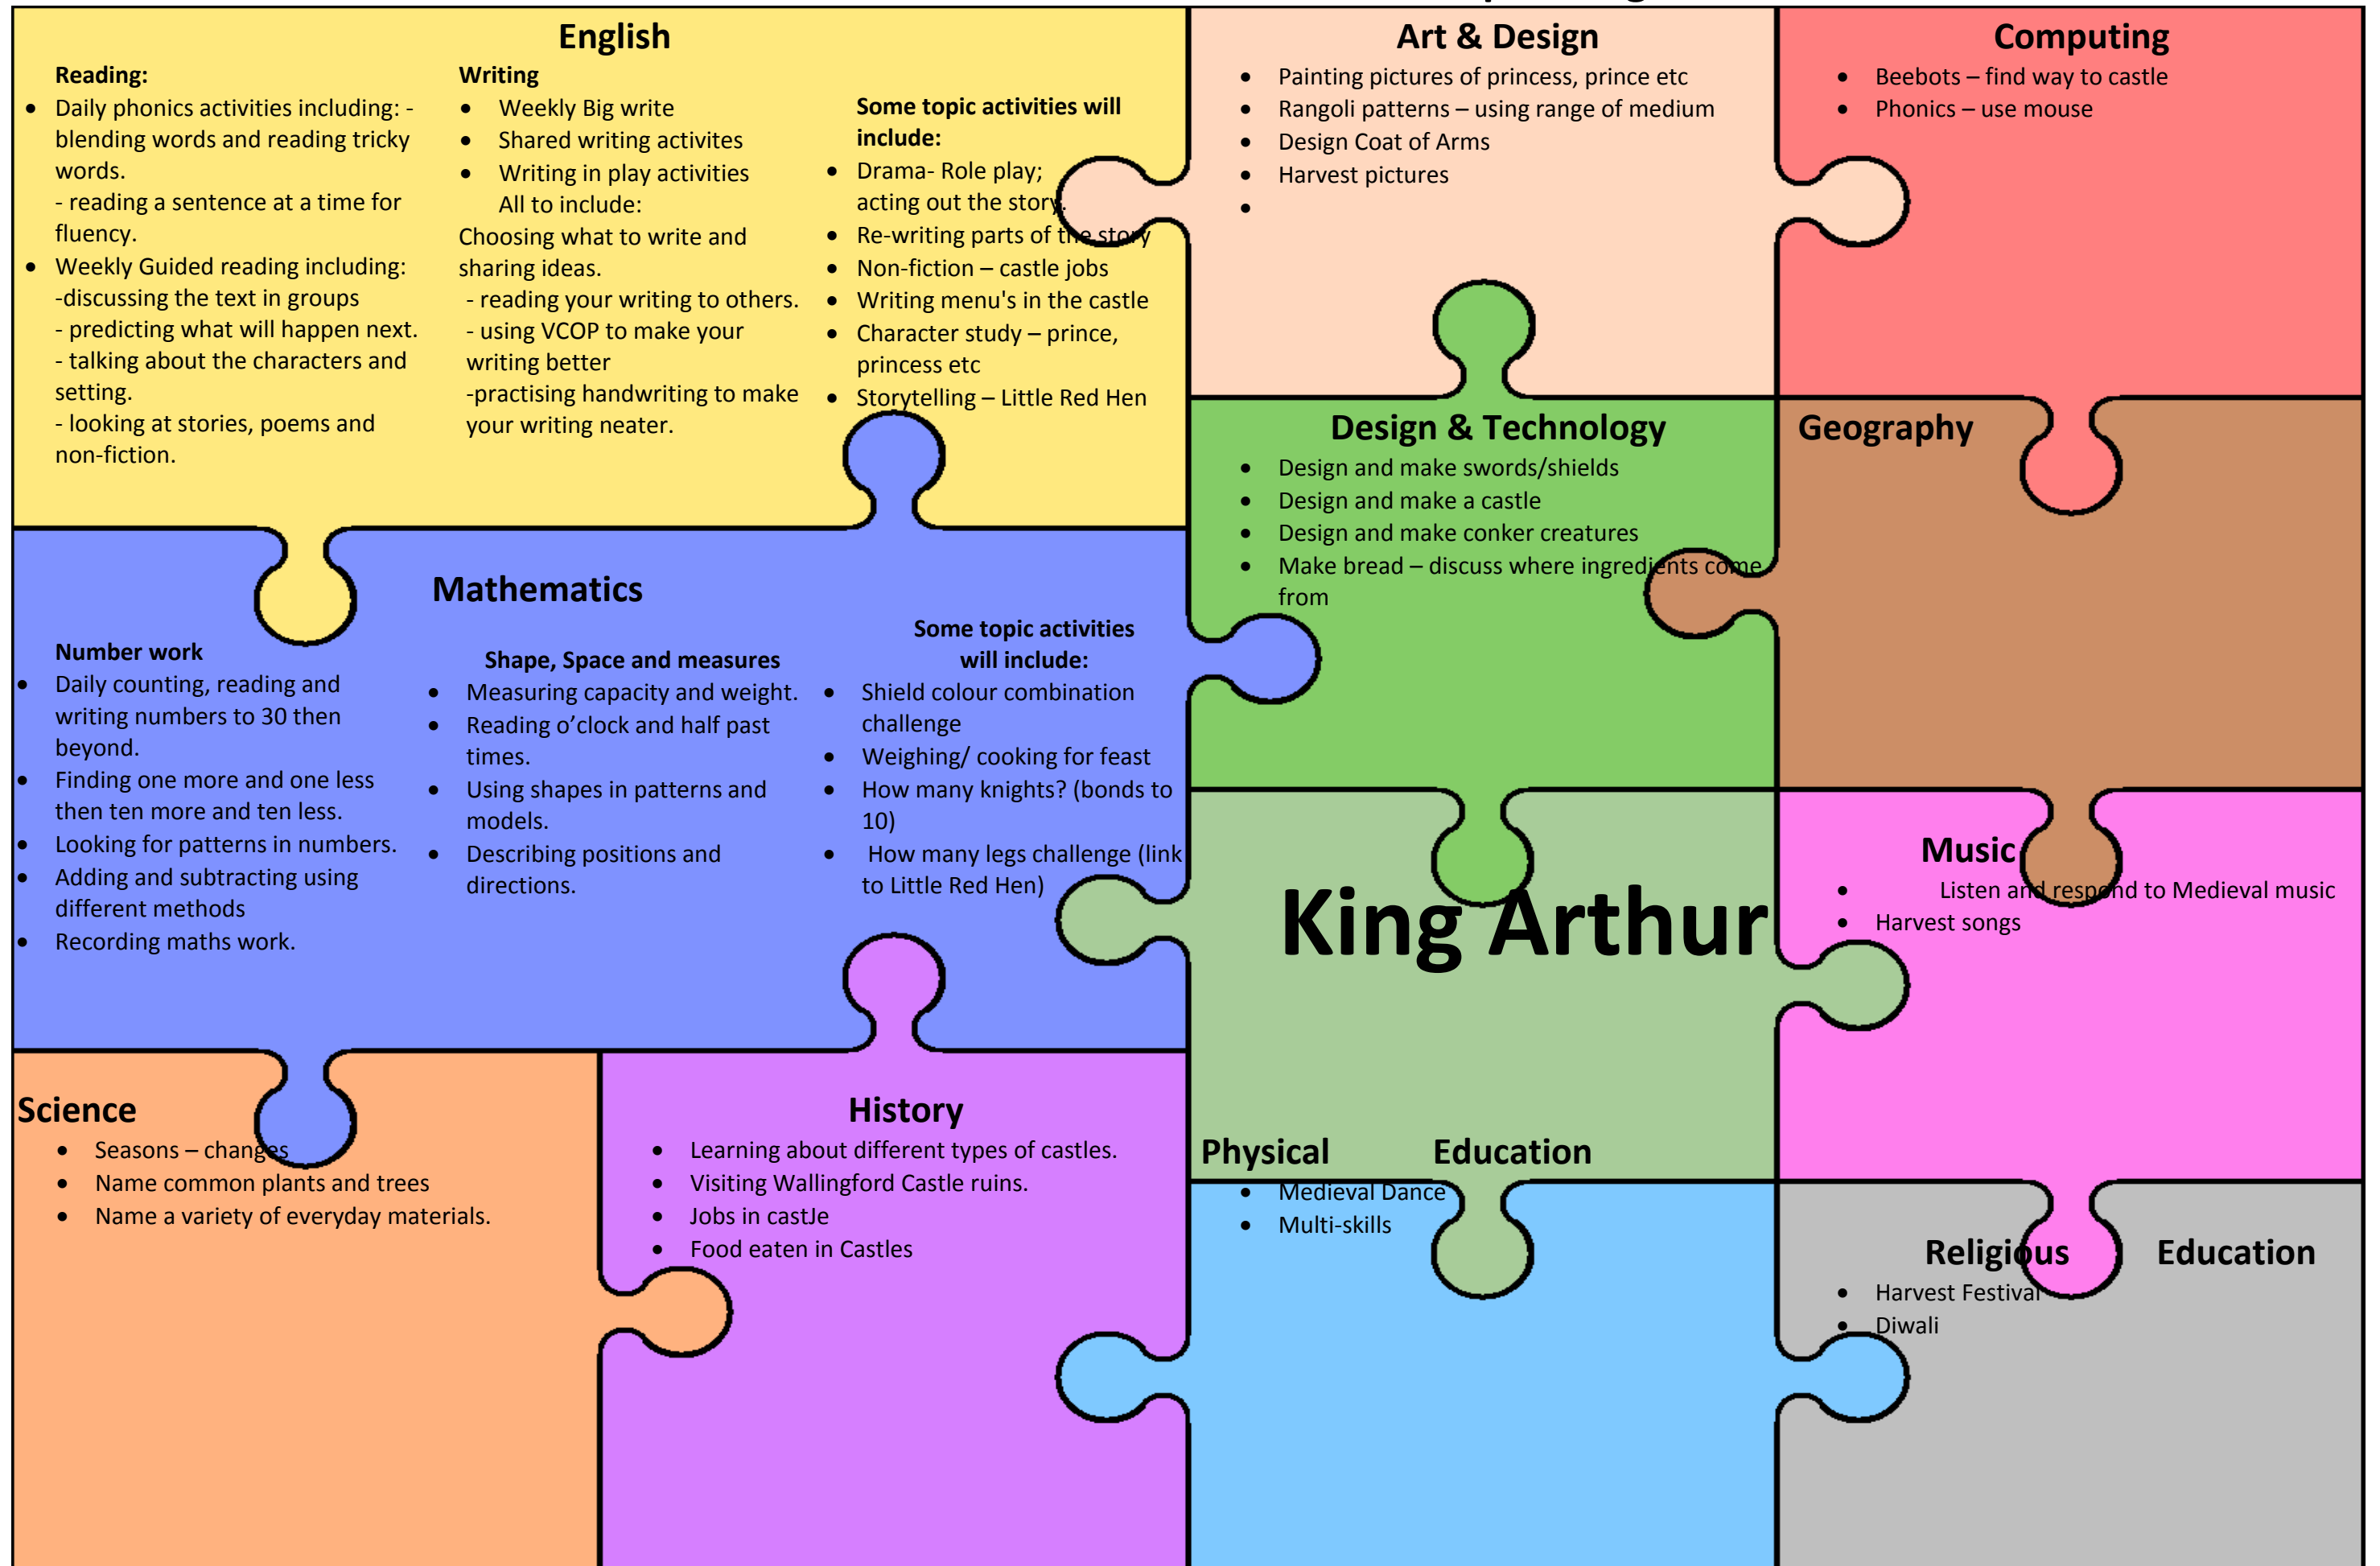 English
Reading:
• Daily phonics activities including: -
blending words and reading tricky
words.
- reading a sentence at a time for
fluency.
• Weekly Guided reading including:
-discussing the text in groups
- predicting what will happen next.
- talking about the characters and
setting.
- looking at stories, poems and
non-fiction.
Writing
• Weekly Big write
• Shared writing activites
• Writing in play activities
All to include:
Choosing what to write and
sharing ideas.
- reading your writing to others.
- using VCOP to make your
writing better
-practising handwriting to make
your writing neater.
Some topic activities will
include:
• Drama- Role play;
acting out the story.
• Re-writing parts of the story
• Non-fiction – castle jobs
• Writing menu's in the castle
• Character study – prince,
princess etc
• Storytelling – Little Red Hen
Art & Design
• Painting pictures of princess, prince etc
• Rangoli patterns – using range of medium
• Design Coat of Arms
• Harvest pictures
•
Computing
• Beebots – find way to castle
• Phonics – use mouse
Design & Technology
• Design and make swords/shields
• Design and make a castle
• Design and make conker creatures
• Make bread – discuss where ingredients come
from
Geography
Mathematics
Number work
• Daily counting, reading and
writing numbers to 30 then
beyond.
• Finding one more and one less
then ten more and ten less.
• Looking for patterns in numbers.
• Adding and subtracting using
different methods
• Recording maths work.
Shape, Space and measures
• Measuring capacity and weight.
• Reading o’clock and half past
times.
• Using shapes in patterns and
models.
• Describing positions and
directions.
Some topic activities
will include:
• Shield colour combination
challenge
• Weighing/ cooking for feast
• How many knights? (bonds to
10)
• How many legs challenge (link
to Little Red Hen)
King Arthur
Music
• Listen and respond to Medieval music
• Harvest songs
Science
• Seasons – changes
• Name common plants and trees
• Name a variety of everyday materials.
History
• Learning about different types of castles.
• Visiting Wallingford Castle ruins.
• Jobs in castJe
• Food eaten in Castles
Physical Education
• Medieval Dance
• Multi-skills
Religious Education
• Harvest Festival
• Diwali